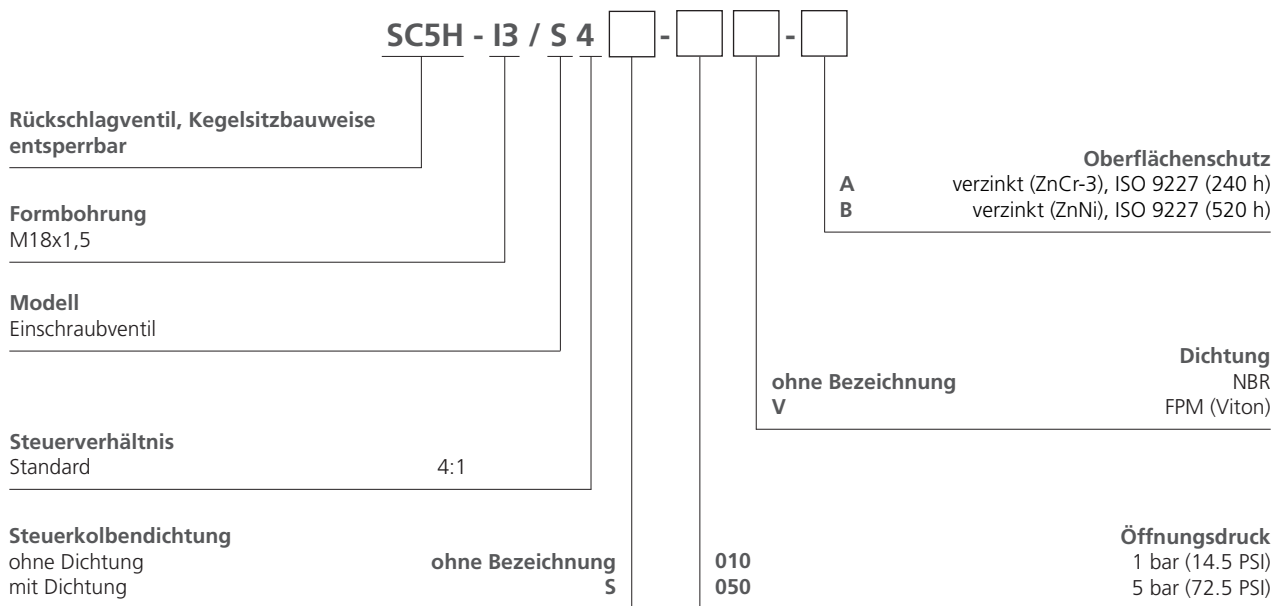 SC5H - I3 / S 4 - -
Rückschlagventil, Kegelsitzbauweise
entsperrbar
Oberflächenschutz
A verzinkt (ZnCr-3), ISO 9227 (240 h)
B verzinkt (ZnNi), ISO 9227 (520 h)
Formbohrung
M18x1,5
Modell
Einschraubventil
Dichtung
ohne Bezeichnung NBR
V FPM (Viton)
Steuerverhältnis
Standard 4:1
Steuerkolbendichtung
ohne Dichtung ohne Bezeichnung
mit Dichtung S
Öffnungsdruck
010 1 bar (14.5 PSI)
050 5 bar (72.5 PSI)